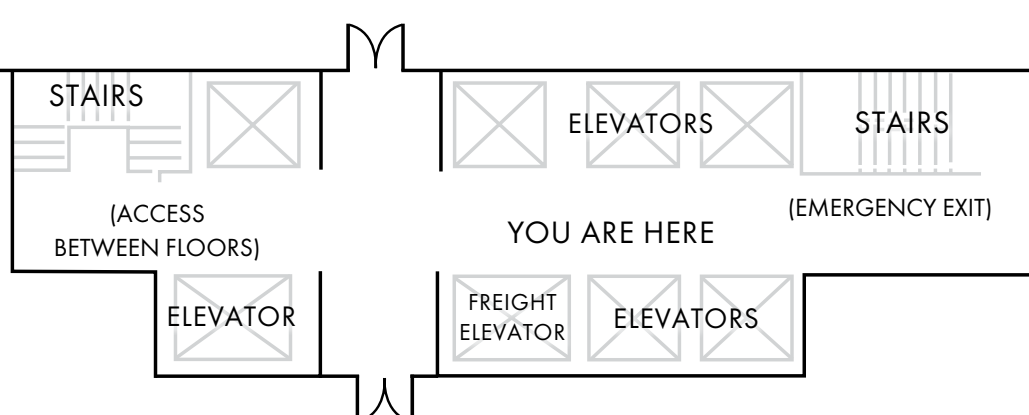 STAIRS
ELEVATORS
STAIRS
(ACCESS
BETWEEN FLOORS)
YOU ARE HERE
(EMERGENCY EXIT)
ELEVATOR
FREIGHT
ELEVATOR
ELEVATORS